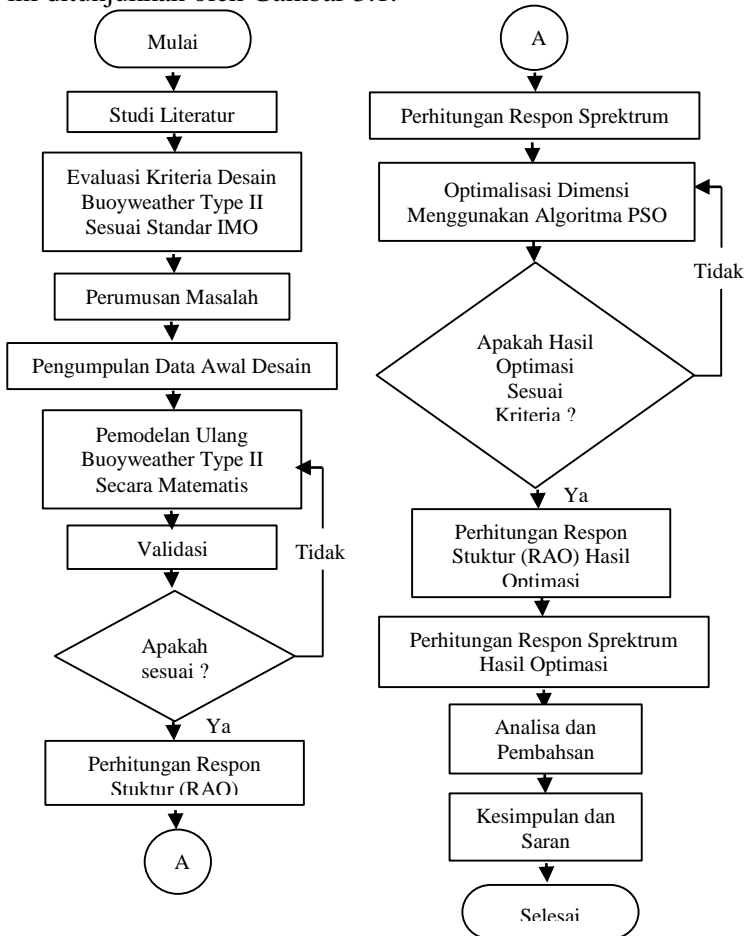 Mulai
Studi Literatur
Evaluasi Kriteria Desain
Buoyweather Type II
Sesuai Standar IMO
Perumusan Masalah
Pengumpulan Data Awal Desain
Pemodelan Ulang
Buoyweather Type II
Secara Matematis
Validasi
Tidak
Apakah
sesuai ?
Ya
Perhitungan Respon
Stuktur (RAO)
A
A
Perhitungan Respon Sprektrum
Optimalisasi Dimensi
Menggunakan Algoritma PSO
Tidak
Apakah Hasil
Optimasi
Sesuai
Kriteria ?
Ya
Perhitungan Respon
Stuktur (RAO) Hasil
Optimasi
Perhitungan Respon Sprektrum
Hasil Optimasi
Analisa dan
Pembahsan
Kesimpulan dan
Saran
Selesai